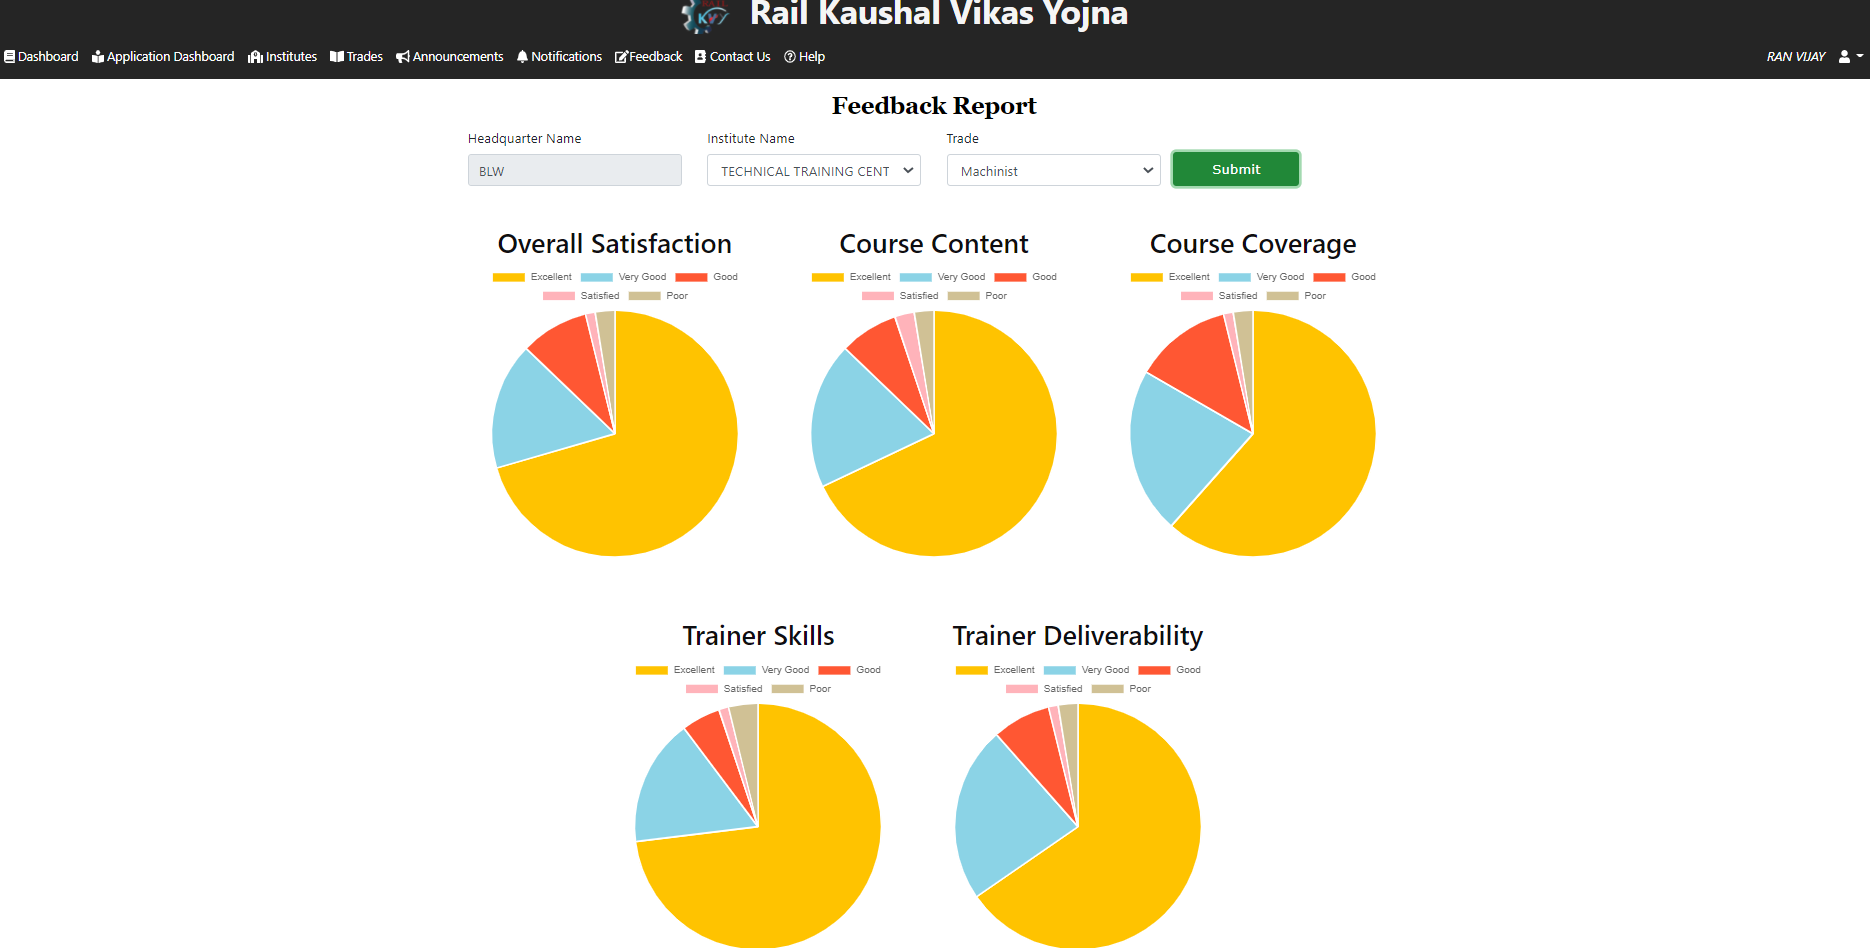 Rail Kaushal Vikas Yojna
Dashboard Application Dashboard Institutes Trades Announcements Notifications Feedback Contact Us Help RAN VIJAY
Feedback Report
Headquarter Name Institute Name Trade
BLW TECHNICAL TRAINING CENT Machinist Submit
Overall Satisfaction Course Content Course Coverage
Excellent Very Good Good Excellent Very Good Good Excellent Very Good Good
Satisfied Poor Satisfied Poor Satisfied Poor
Trainer Skills Trainer Deliverability
Excellent Very Good Good Excellent Very Good Good
Satisfied Poor Satisfied Poor